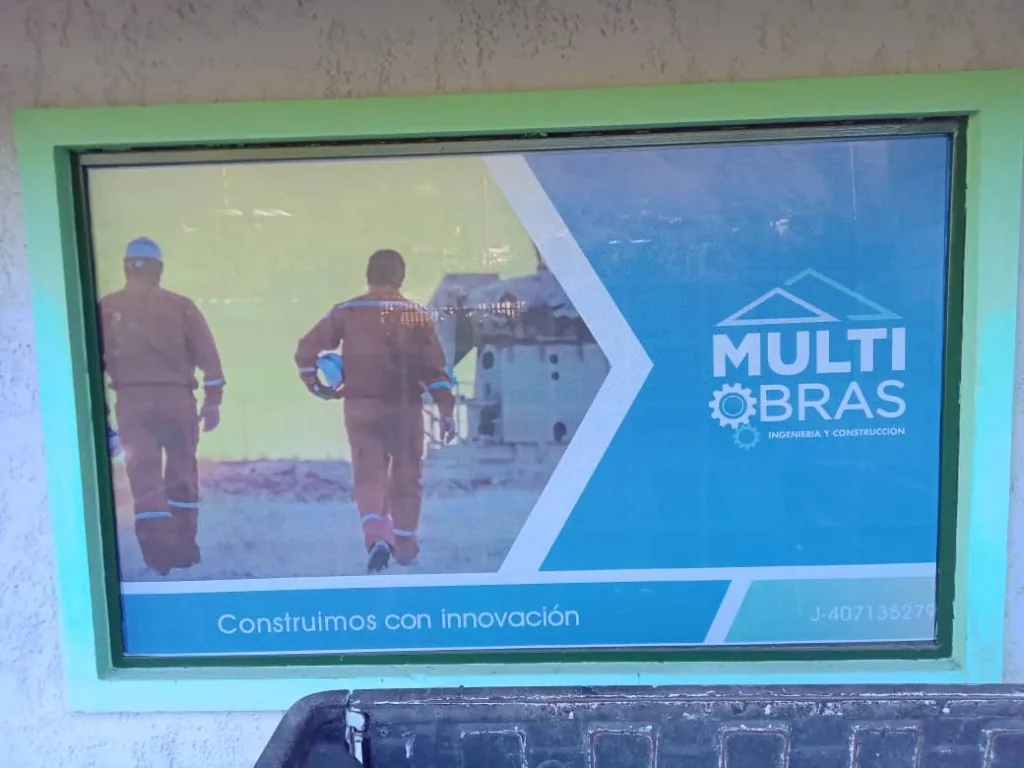 MULTI
OBRAS
INGENIERIA Y CONSTRUCCIÓN
Construimos con innovación
J-407135279